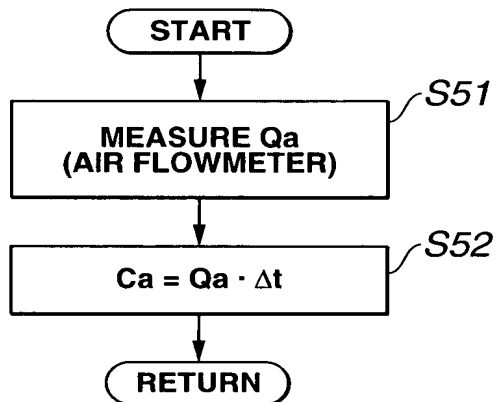 START
S51
MEASURE Qa
(AIR FLOWMETER)
S52
Ca = Qa · Δt
RETURN